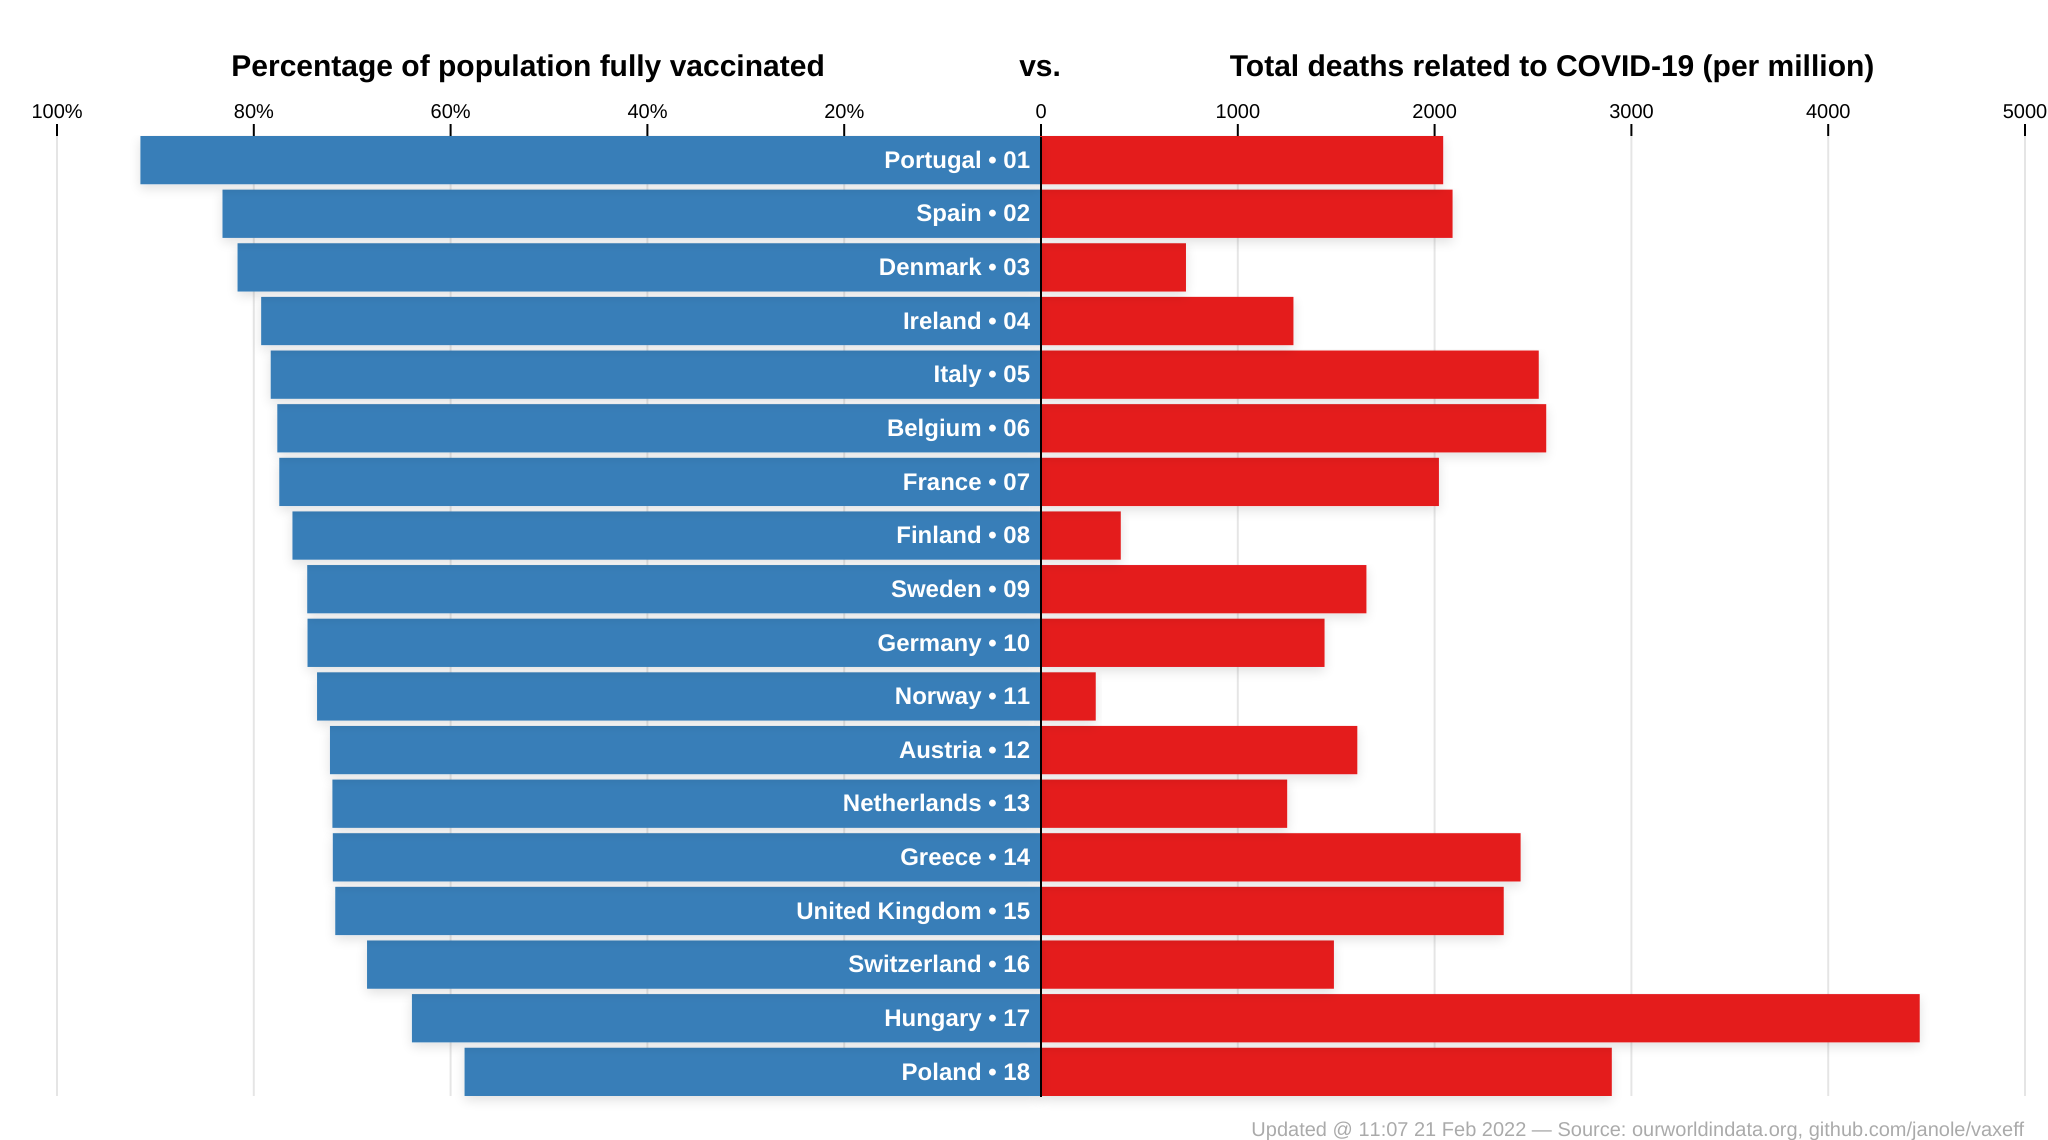 Percentage of population fully vaccinated vs. Total deaths related to COVID-19 (per million)
100% 80% 60% 40% 20% 0 1000 2000 3000 4000 5000
Portugal • 01
Spain • 02
Denmark • 03
Ireland • 04
Italy • 05
Belgium • 06
France • 07
Finland • 08
Sweden • 09
Germany • 10
Norway • 11
Austria • 12
Netherlands • 13
Greece • 14
United Kingdom • 15
Switzerland • 16
Hungary • 17
Poland • 18
Updated @ 11:07 21 Feb 2022 — Source: ourworldindata.org, github.com/janole/vaxeff